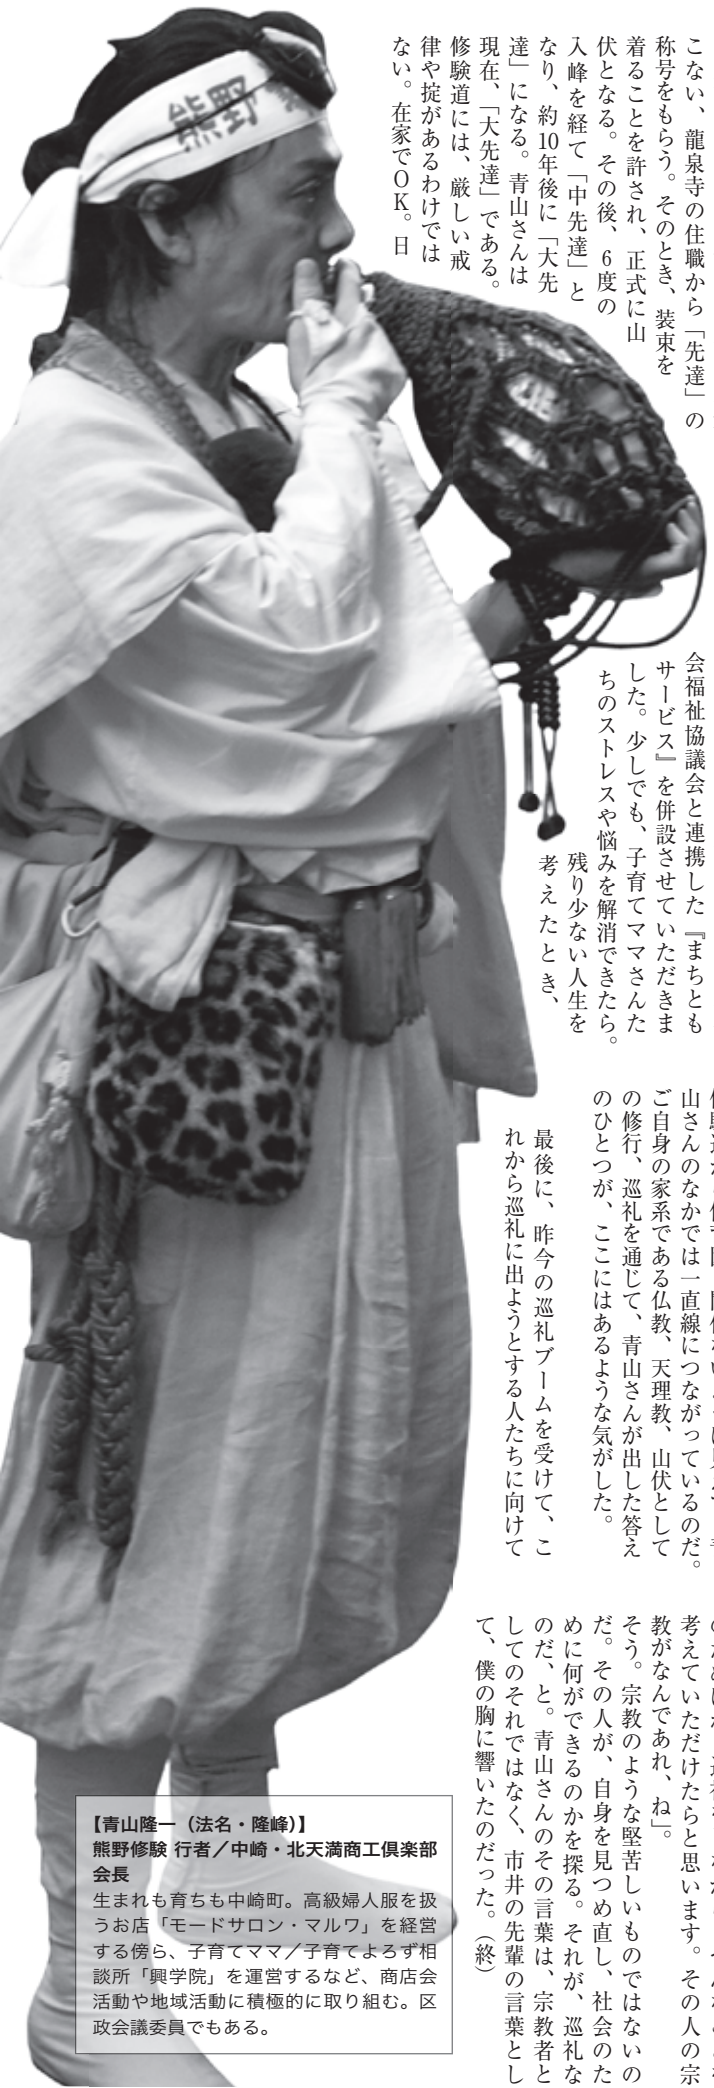 こない、龍泉寺の住職から「先達」の
称号をもらう。そのとき、装束を
着ることを許され、正式に山
伏となる。その後、6度の
入峰を経て「中先達」と
なり、約10年後に「大先
達」になる。青山さんは
現在、「大先達」である。
修験道には、厳しい戒
律や掟があるわけでは
ない。在家でOK。日
会福祉協議会と連携した『まちとも
サービス』を併設させていただきま
した。少しでも、子育てママさんた
ちのストレスや悩みを解消できたら。
残り少ない人生を
考えたとき、
山さんのなかでは一直線につながっているのだ。
ご自身の家系である仏教、天理教、山伏として
の修行、巡礼を通じて、青山さんが出した答え
のひとつが、ここにはあるような気がした。
最後に、昨今の巡礼ブームを受けて、こ
れから巡礼に出ようとする人たちに向けて
考えていただけたらと思います。その人の宗
教がなんであれ、ね」。
そう。宗教のような堅苦しいものではないの
だ。その人が、自身を見つめ直し、社会のた
めに何ができるのかを探る。それが、巡礼な
のだ、と。青山さんのその言葉は、宗教者と
してのそれではなく、市井の先輩の言葉とし
て、僕の胸に響いたのだった。（終）
熊野
【青山隆一（法名・隆峰）】
熊野修験 行者／中崎・北天満商工倶楽部
会長
生まれも育ちも中崎町。高級婦人服を扱
うお店「モードサロン・マルワ」を経営
する傍ら、子育てママ／子育てよろず相
談所「興学院」を運営するなど、商店会
活動や地域活動に積極的に取り組む。区
政会議委員でもある。